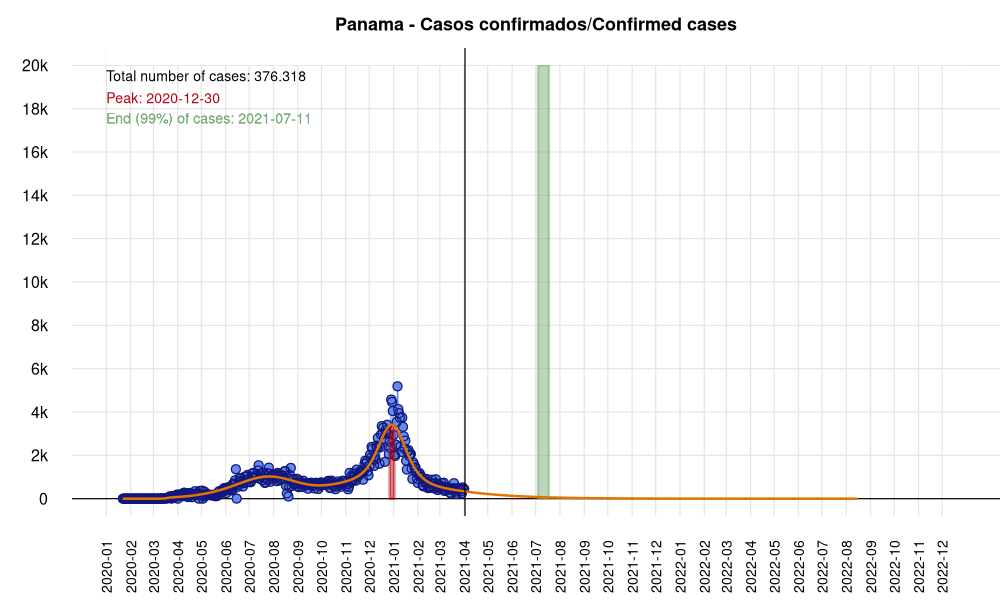 Panama - Casos confirmados/Confirmed cases
Total number of cases: 376.318
Peak: 2020-12-30
End (99%) of cases: 2021-07-11
20k
18k
16k
14k
12k
10k
8k
6k
4k
2k
0
2020-01
2020-02
2020-03
2020-04
2020-05
2020-06
2020-07
2020-08
2020-09
2020-10
2020-11
2020-12
2021-01
2021-02
2021-03
2021-04
2021-05
2021-06
2021-07
2021-08
2021-09
2021-10
2021-11
2021-12
2022-01
2022-02
2022-03
2022-04
2022-05
2022-06
2022-07
2022-08
2022-09
2022-10
2022-11
2022-12